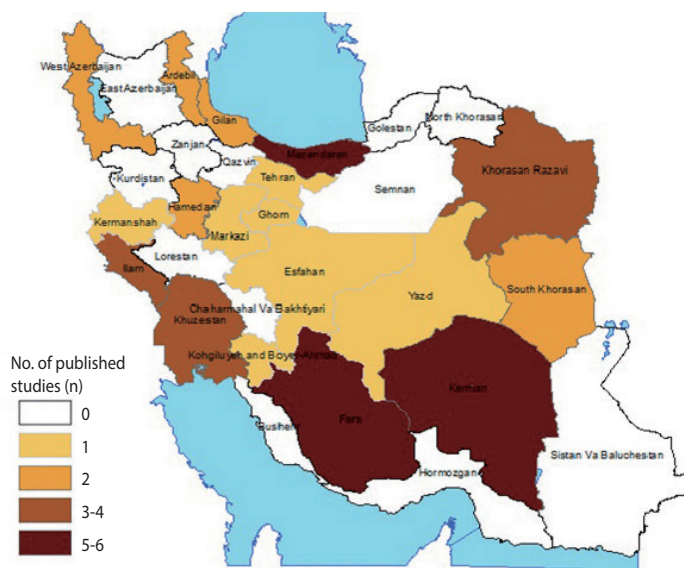 West Azerbaijan
East Azerbaijan
Ardebil
Gilan
Zanjan
Qazvin
Mazandaran
Golestan
North Khorasan
Khorasan Razavi
Kurdistan
Tehran
Semnan
Hamedan
Ghom
Kermanshah
Markazi
Lorestan
Ilam
Esfahan
Yazd
South Khorasan
Chaharmahal Va Bakhtiyari
Khuzestan
Kohgiluyeh and Boyer-Ahmad
Fars
Kerman
Bushehr
Hormozgan
Sistan Va Baluchestan
No. of published
studies (n)
0
1
2
3-4
5-6